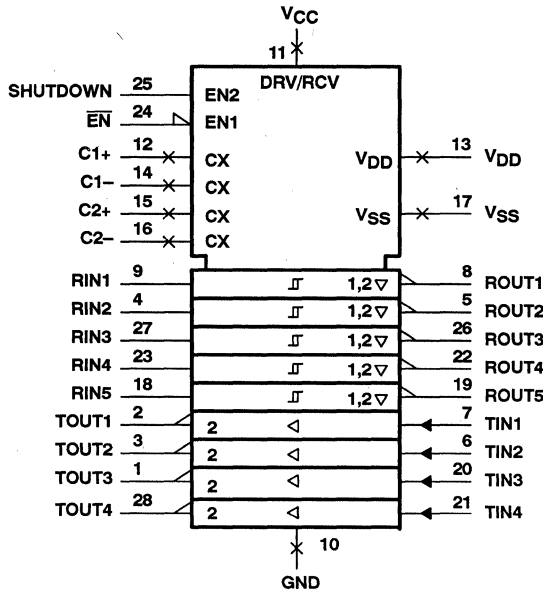 VCC
11
DRV/RCV
SHUTDOWN 25 EN2
EN 24 EN1
C1+ 12 CX VDD 13 VDD
C1− 14 CX
C2+ 15 CX VSS 17 VSS
C2− 16 CX
RIN1 9 1,2 8 ROUT1
RIN2 4 1,2 5 ROUT2
RIN3 27 1,2 26 ROUT3
RIN4 23 1,2 22 ROUT4
RIN5 18 1,2 19 ROUT5
TOUT1 2 2 7 TIN1
TOUT2 3 2 6 TIN2
TOUT3 1 2 20 TIN3
TOUT4 28 2 21 TIN4
10
GND